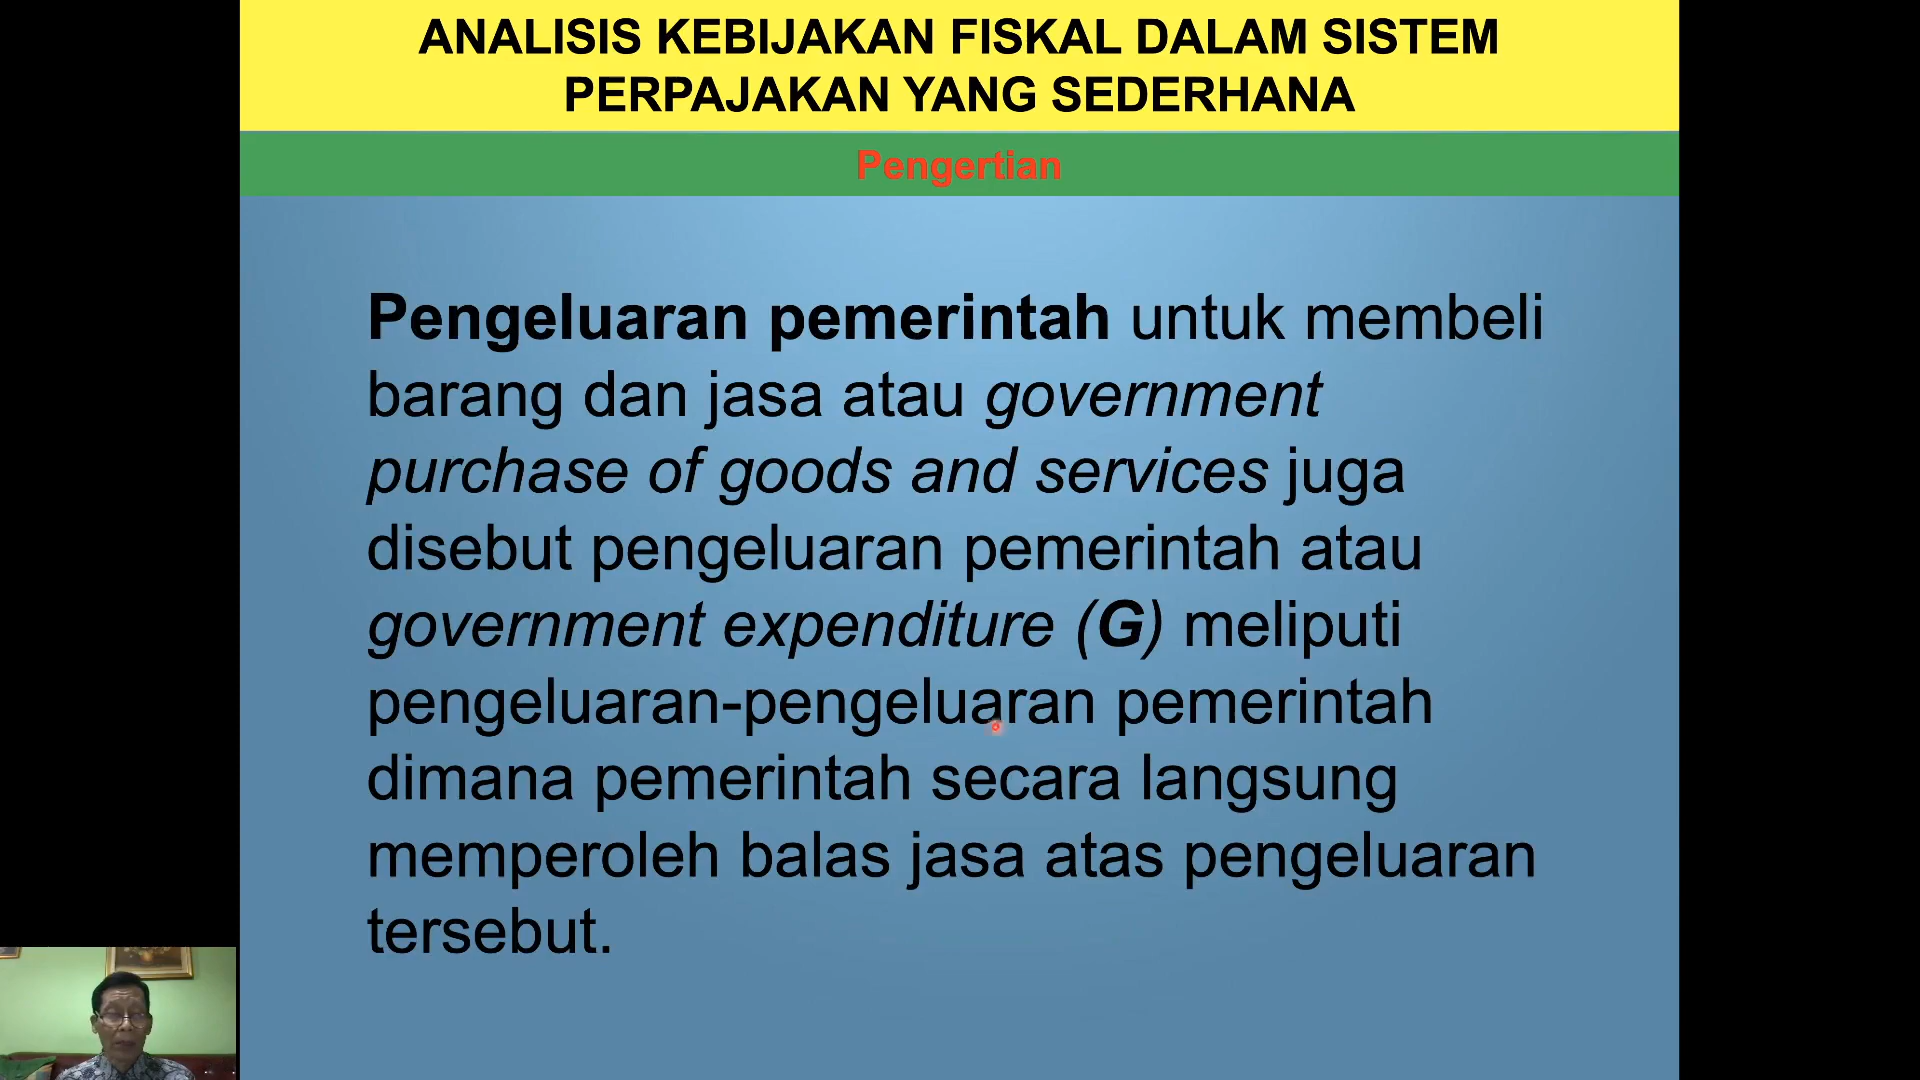 ANALISIS KEBIJAKAN FISKAL DALAM SISTEM
PERPAJAKAN YANG SEDERHANA
Pengertian
Pengeluaran pemerintah untuk membeli
barang dan jasa atau government
purchase of goods and services juga
disebut pengeluaran pemerintah atau
government expenditure (G) meliputi
pengeluaran-pengeluaran pemerintah
dimana pemerintah secara langsung
memperoleh balas jasa atas pengeluaran
tersebut.